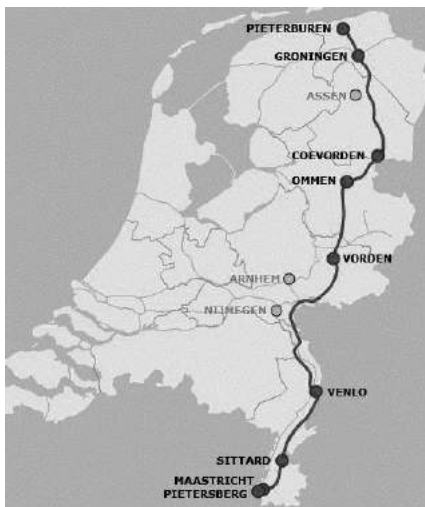 PIETERBUREN
GRONINGEN
ASSEN
COEVORDEN
OMMEN
VORDEN
ARNHEM
NIJMEGEN
VENLO
SITTARD
MAASTRICHT
PIETERSBERG